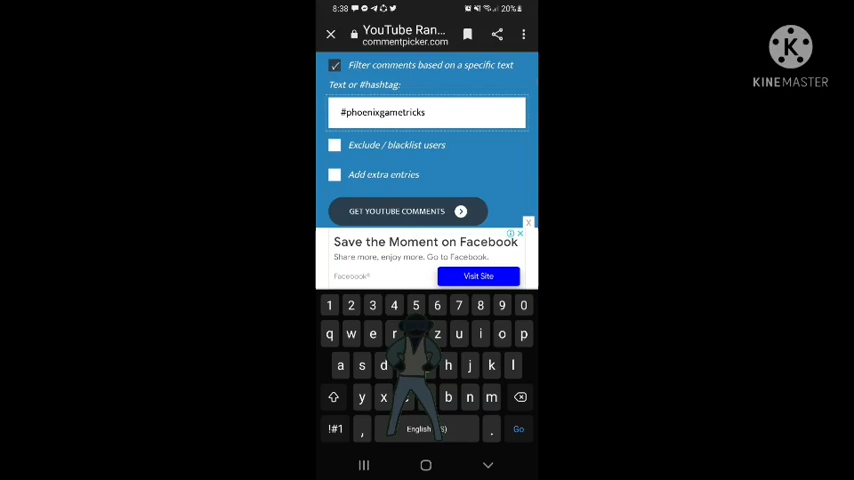 8:38
20%
YouTube Ran...
commentpicker.com
K
KINEMASTER
Filter comments based on a specific text
Text or #hashtag:
#phoenixgametricks
Exclude / blacklist users
Add extra entries
GET YOUTUBE COMMENTS
X
Save the Moment on Facebook
Share more, enjoy more. Go to Facebook.
Facebook®
Visit Site
1 2 3 4 5 6 7 8 9 0
q w e r z u i o p
a s d h j k l
y x b n m
!#1 , English . Go